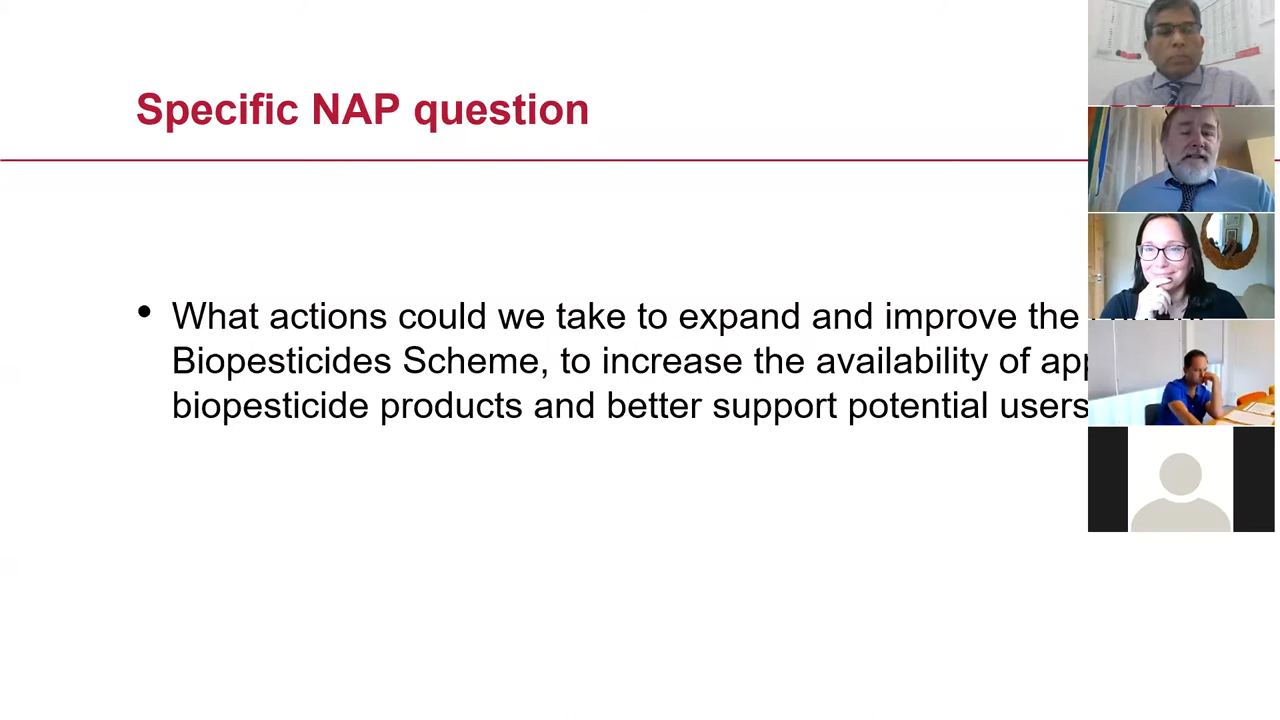 Specific NAP question
• What actions could we take to expand and improve the
Biopesticides Scheme, to increase the availability of
biopesticide products and better support potential users